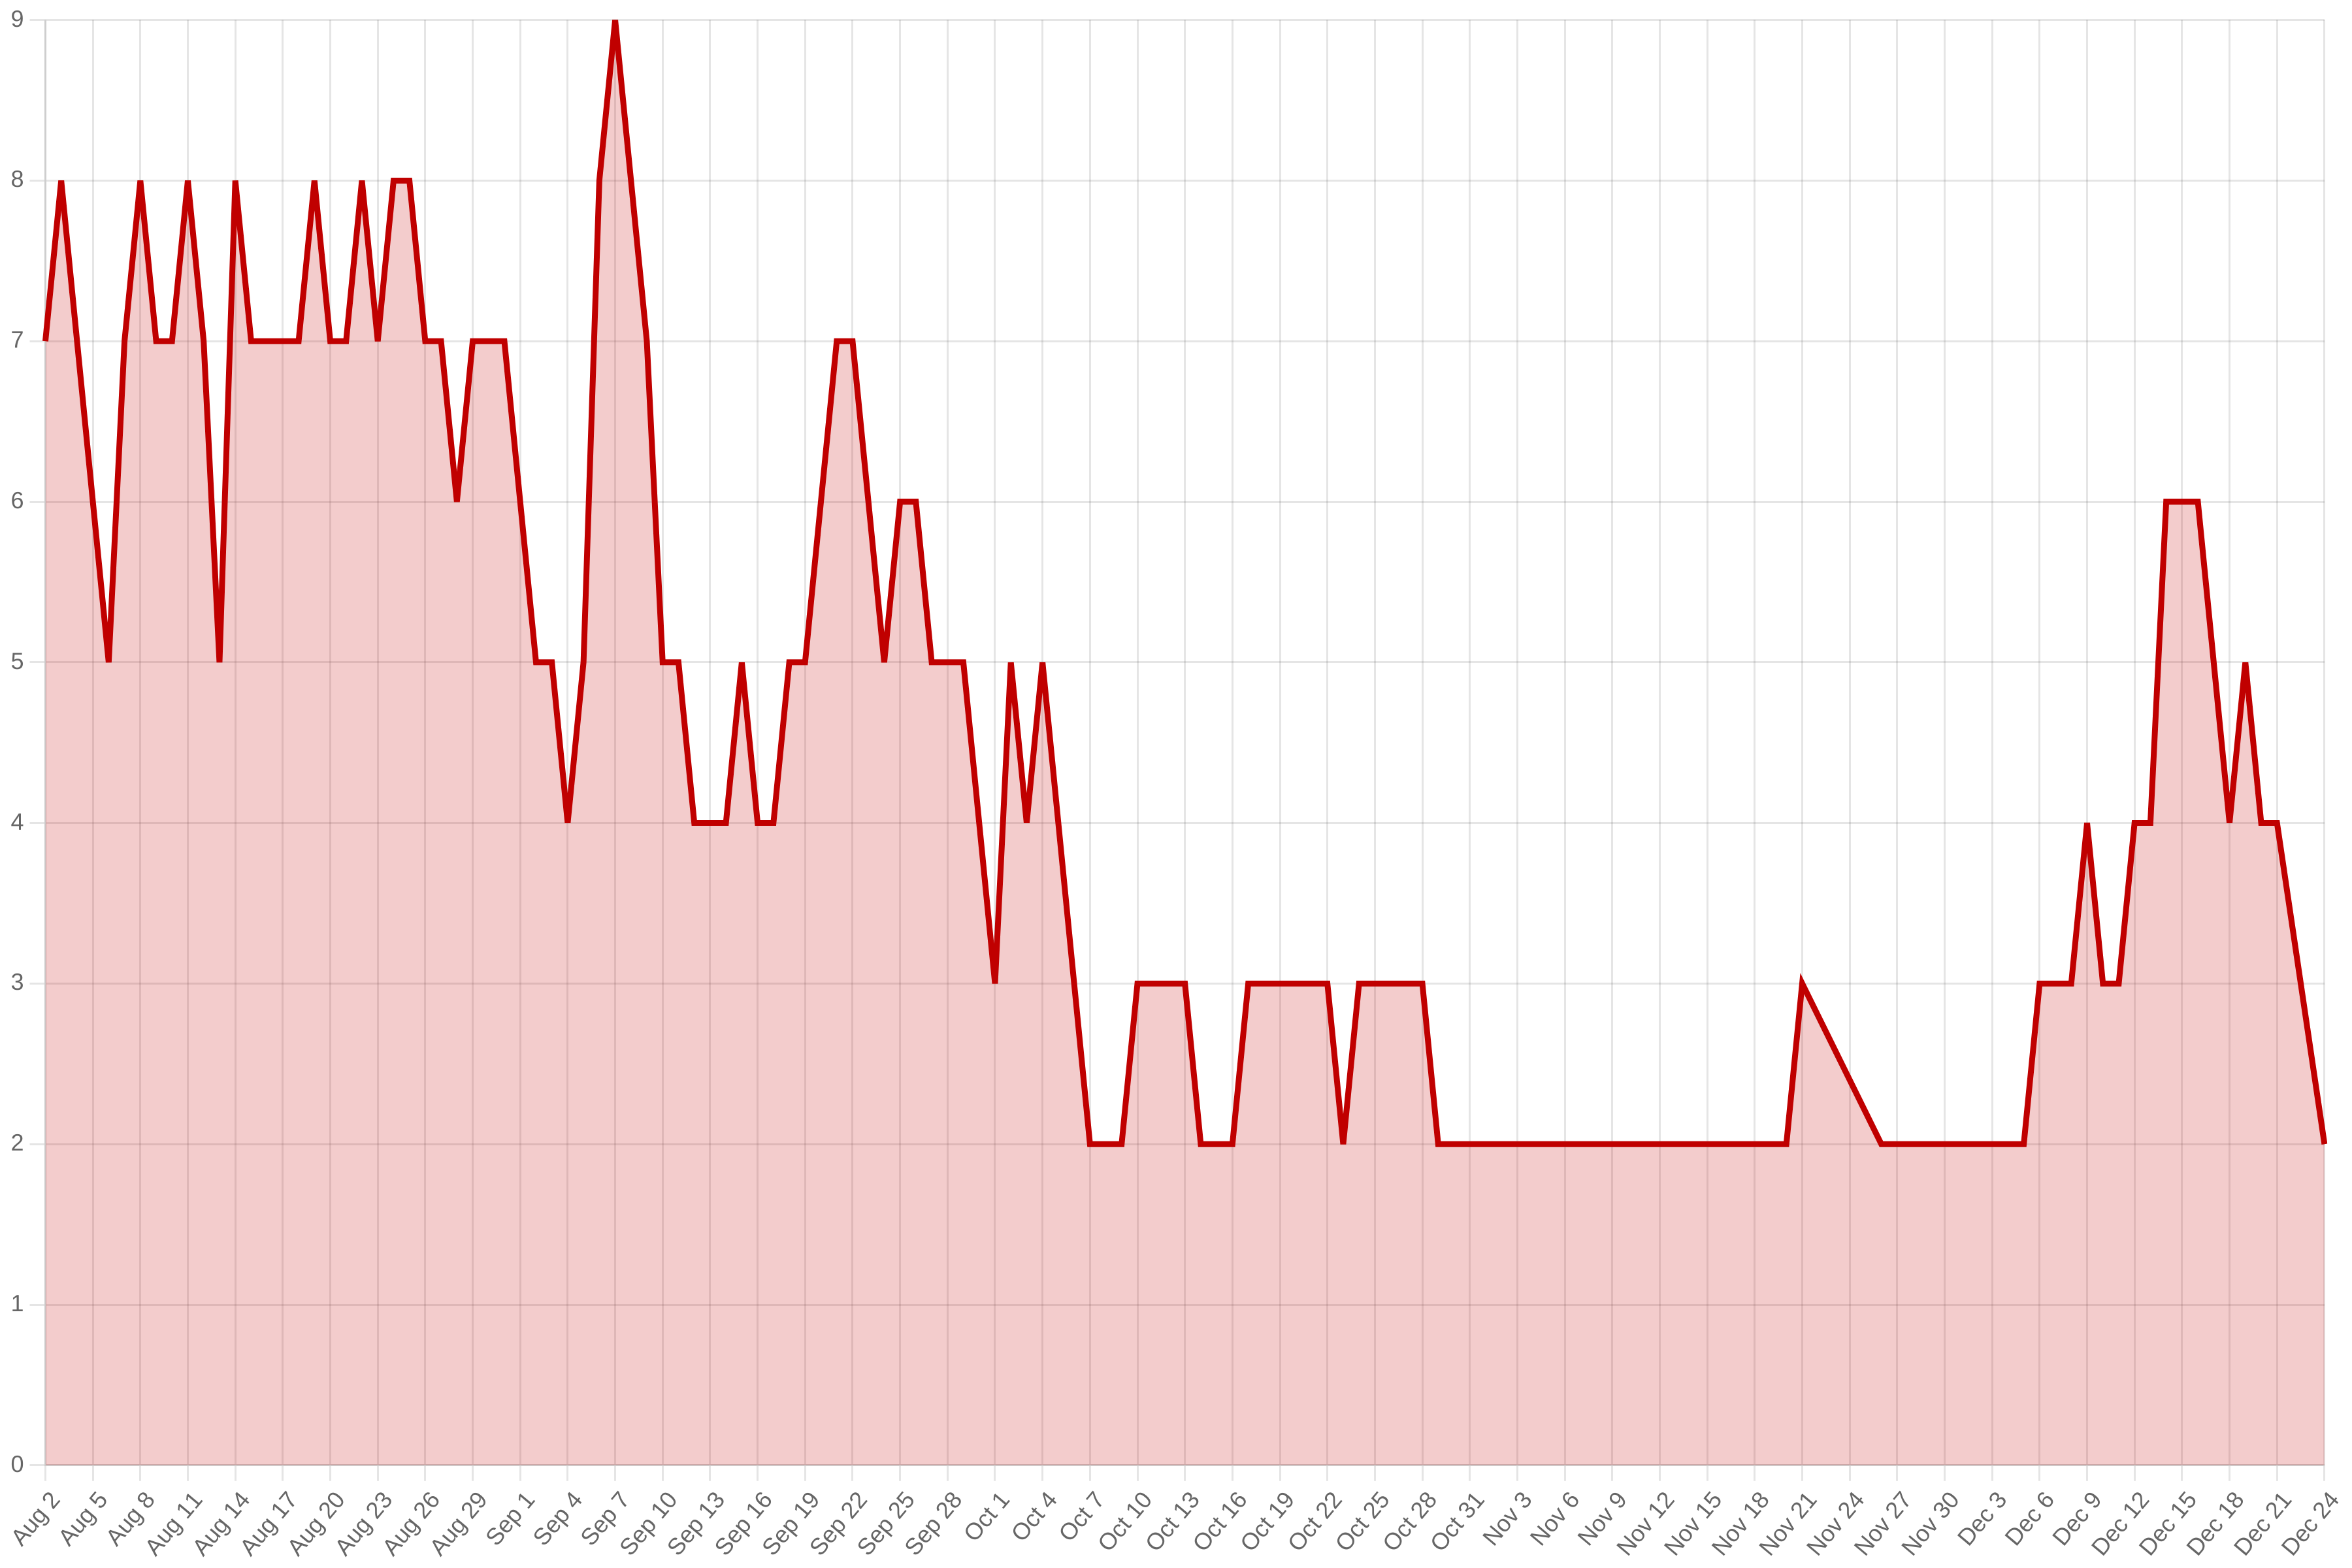 9
8
7
6
5
4
3
2
1
0
Aug 2
Aug 5
Aug 8
Aug 11
Aug 14
Aug 17
Aug 20
Aug 23
Aug 26
Aug 29
Sep 1
Sep 4
Sep 7
Sep 10
Sep 13
Sep 16
Sep 19
Sep 22
Sep 25
Sep 28
Oct 1
Oct 4
Oct 7
Oct 10
Oct 13
Oct 16
Oct 19
Oct 22
Oct 25
Oct 28
Oct 31
Nov 3
Nov 6
Nov 9
Nov 12
Nov 15
Nov 18
Nov 21
Nov 24
Nov 27
Nov 30
Dec 3
Dec 6
Dec 9
Dec 12
Dec 15
Dec 18
Dec 21
Dec 24